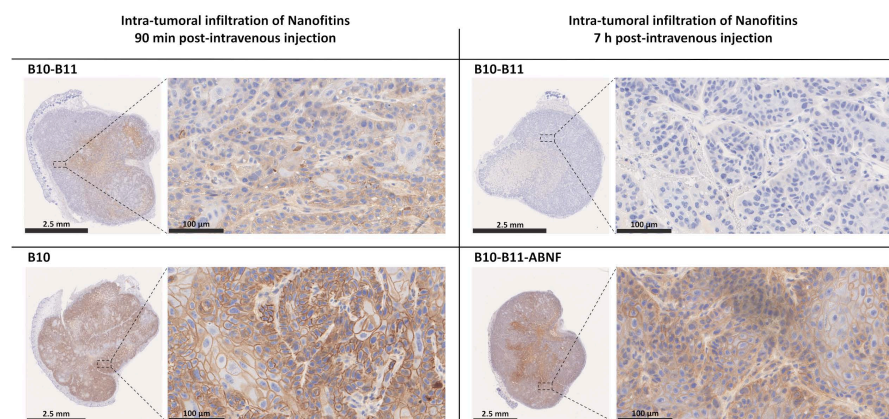 Intra-tumoral infiltration of Nanofitins
90 min post-intravenous injection
Intra-tumoral infiltration of Nanofitins
7 h post-intravenous injection
B10-B11
2.5 mm
100 µm
B10-B11
2.5 mm
100 µm
B10
2.5 mm
100 µm
B10-B11-ABNF
2.5 mm
100 µm